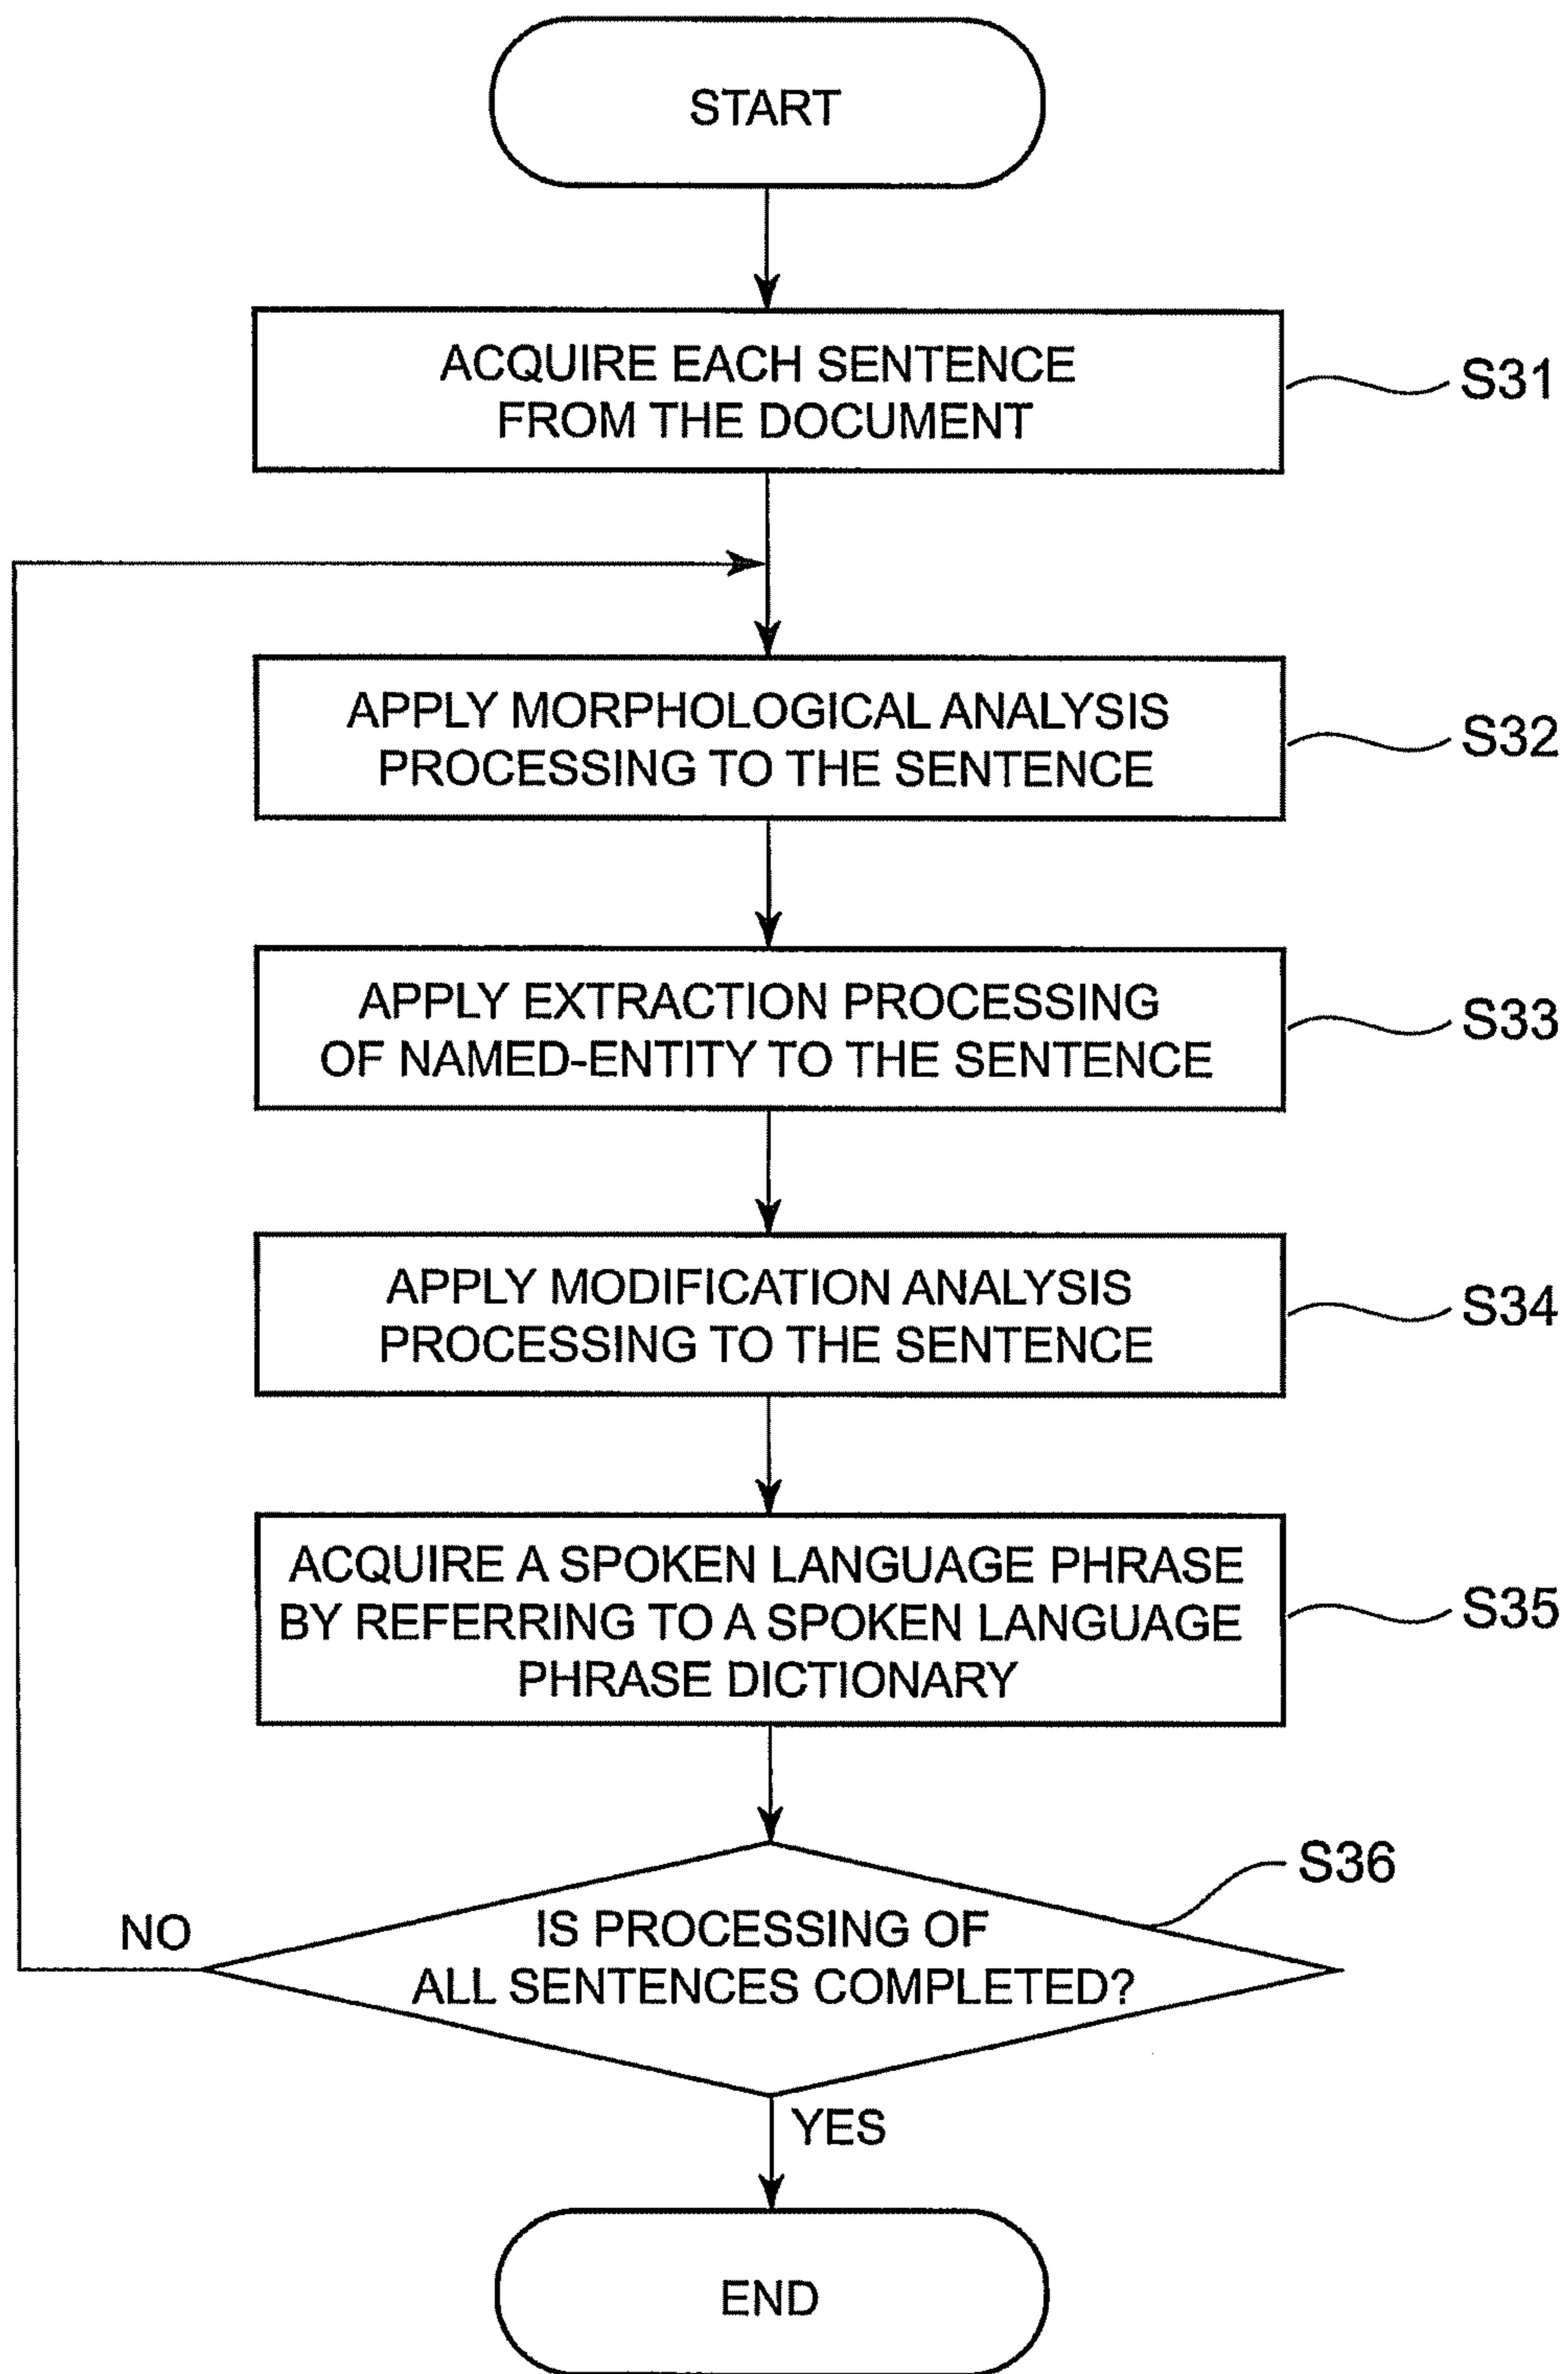 START
ACQUIRE EACH SENTENCE
FROM THE DOCUMENT
S31
APPLY MORPHOLOGICAL ANALYSIS
PROCESSING TO THE SENTENCE
S32
APPLY EXTRACTION PROCESSING
OF NAMED-ENTITY TO THE SENTENCE
S33
APPLY MODIFICATION ANALYSIS
PROCESSING TO THE SENTENCE
S34
ACQUIRE A SPOKEN LANGUAGE PHRASE
BY REFERRING TO A SPOKEN LANGUAGE
PHRASE DICTIONARY
S35
S36
IS PROCESSING OF
ALL SENTENCES COMPLETED?
NO
YES
END